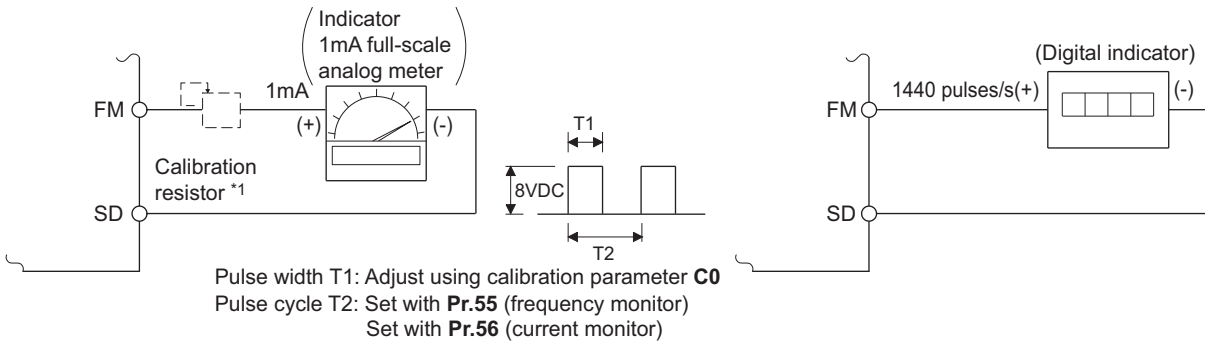 Indicator
1mA full-scale
analog meter
FM
1mA
(+)
(-)
Calibration
resistor *1
SD
T1
8VDC
T2
Pulse width T1: Adjust using calibration parameter C0
Pulse cycle T2: Set with Pr.55 (frequency monitor)
Set with Pr.56 (current monitor)
(Digital indicator)
FM
1440 pulses/s(+)
(-)
SD